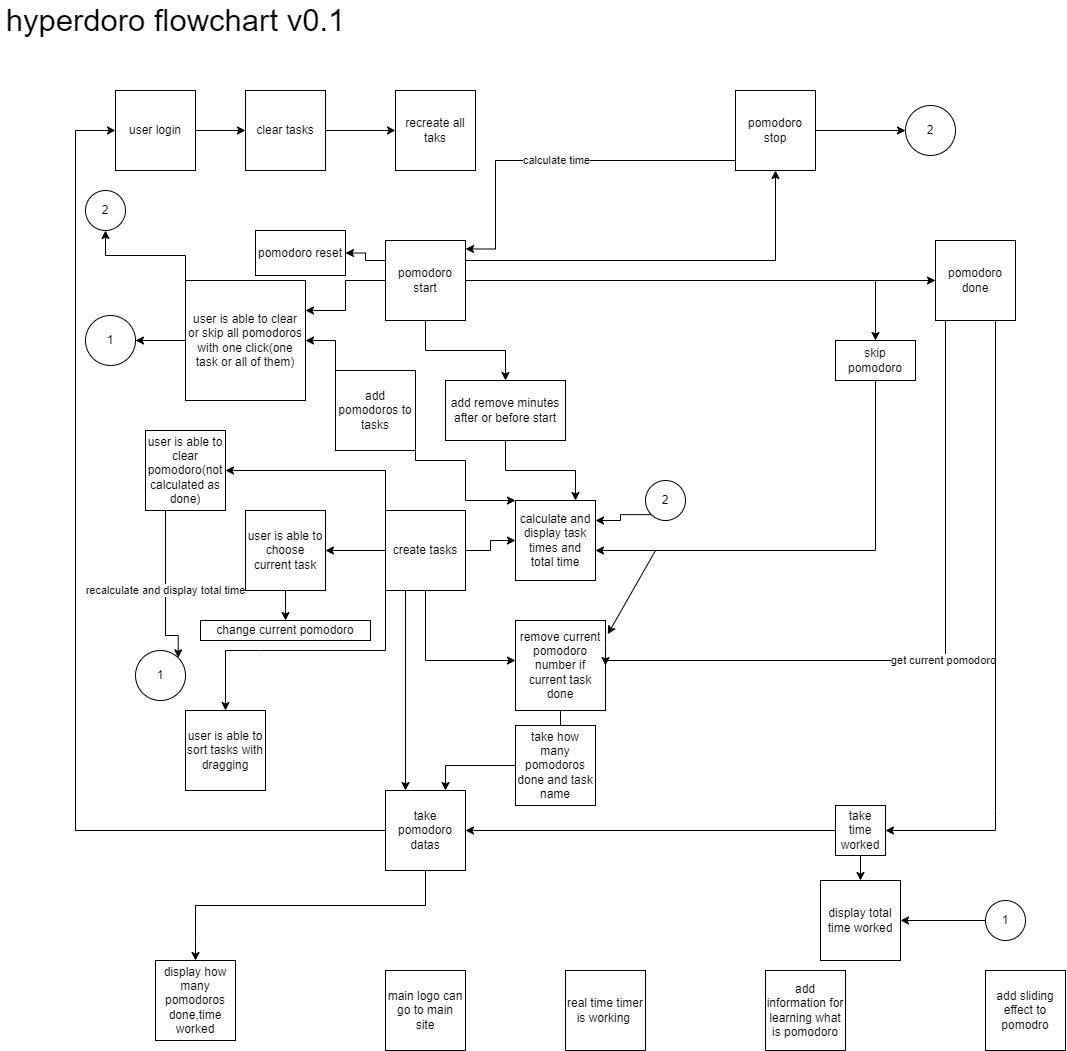 hyperdoro flowchart v0.1
user login
clear tasks
recreate all
taks
pomodoro
stop
2
calculate time
2
pomodoro reset
pomodoro
start
pomodoro
done
user is able to clear
or skip all pomodoros
with one click(one
task or all of them)
1
skip
pomodoro
add
pomodoros to
tasks
add remove minutes
after or before start
user is able to
clear
pomodoro(not
calculated as
done)
2
calculate and
display task
times and
total time
user is able to
choose
current task
create tasks
recalculate and display total time
change current pomodoro
remove current
pomodoro
number if
current task
done
get current pomodoro
1
user is able to
sort tasks with
dragging
take how
many
pomodoros
done and task
name
take
pomodoro
datas
take
time
worked
display total
time worked
1
display how
many
pomodoros
done,time
worked
main logo can
go to main
site
real time timer
is working
add
information for
learning what
is pomodoro
add sliding
effect to
pomodro